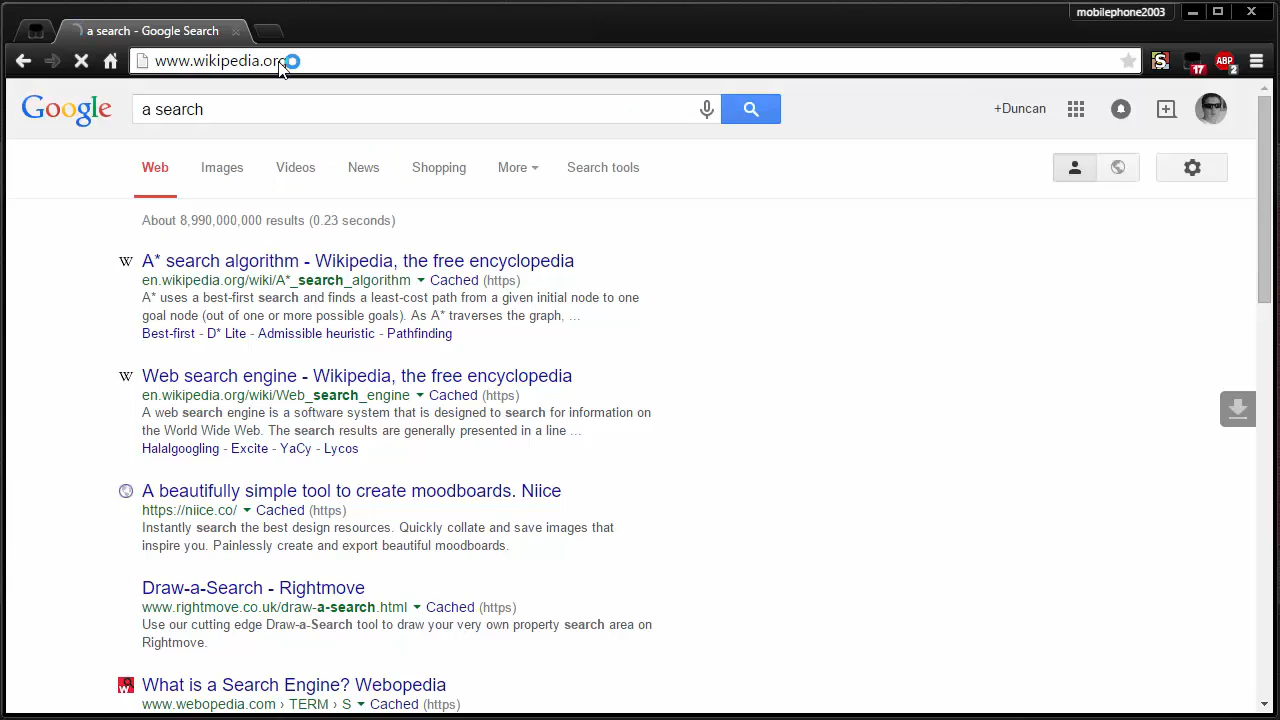 mobilephone2003
a search - Google Search
www.wikipedia.org
17
ABP
2
Google
a search
+Duncan
Web Images Videos News Shopping More Search tools
About 8,990,000,000 results (0.23 seconds)
W A* search algorithm - Wikipedia, the free encyclopedia
en.wikipedia.org/wiki/A*_search_algorithm Cached (https)
A* uses a best-first search and finds a least-cost path from a given initial node to one
goal node (out of one or more possible goals). As A* traverses the graph, ...
Best-first - D* Lite - Admissible heuristic - Pathfinding
W Web search engine - Wikipedia, the free encyclopedia
en.wikipedia.org/wiki/Web_search_engine Cached (https)
A web search engine is a software system that is designed to search for information on
the World Wide Web. The search results are generally presented in a line ...
Halalgoogling - Excite - YaCy - Lycos
A beautifully simple tool to create moodboards. Niice
https://niice.co/ Cached (https)
Instantly search the best design resources. Quickly collate and save images that
inspire you. Painlessly create and export beautiful moodboards.
Draw-a-Search - Rightmove
www.rightmove.co.uk/draw-a-search.html Cached (https)
Use our cutting edge Draw-a-Search tool to draw your very own property search area on
Rightmove.
What is a Search Engine? Webopedia
www.webopedia.com › TERM › S Cached (https)